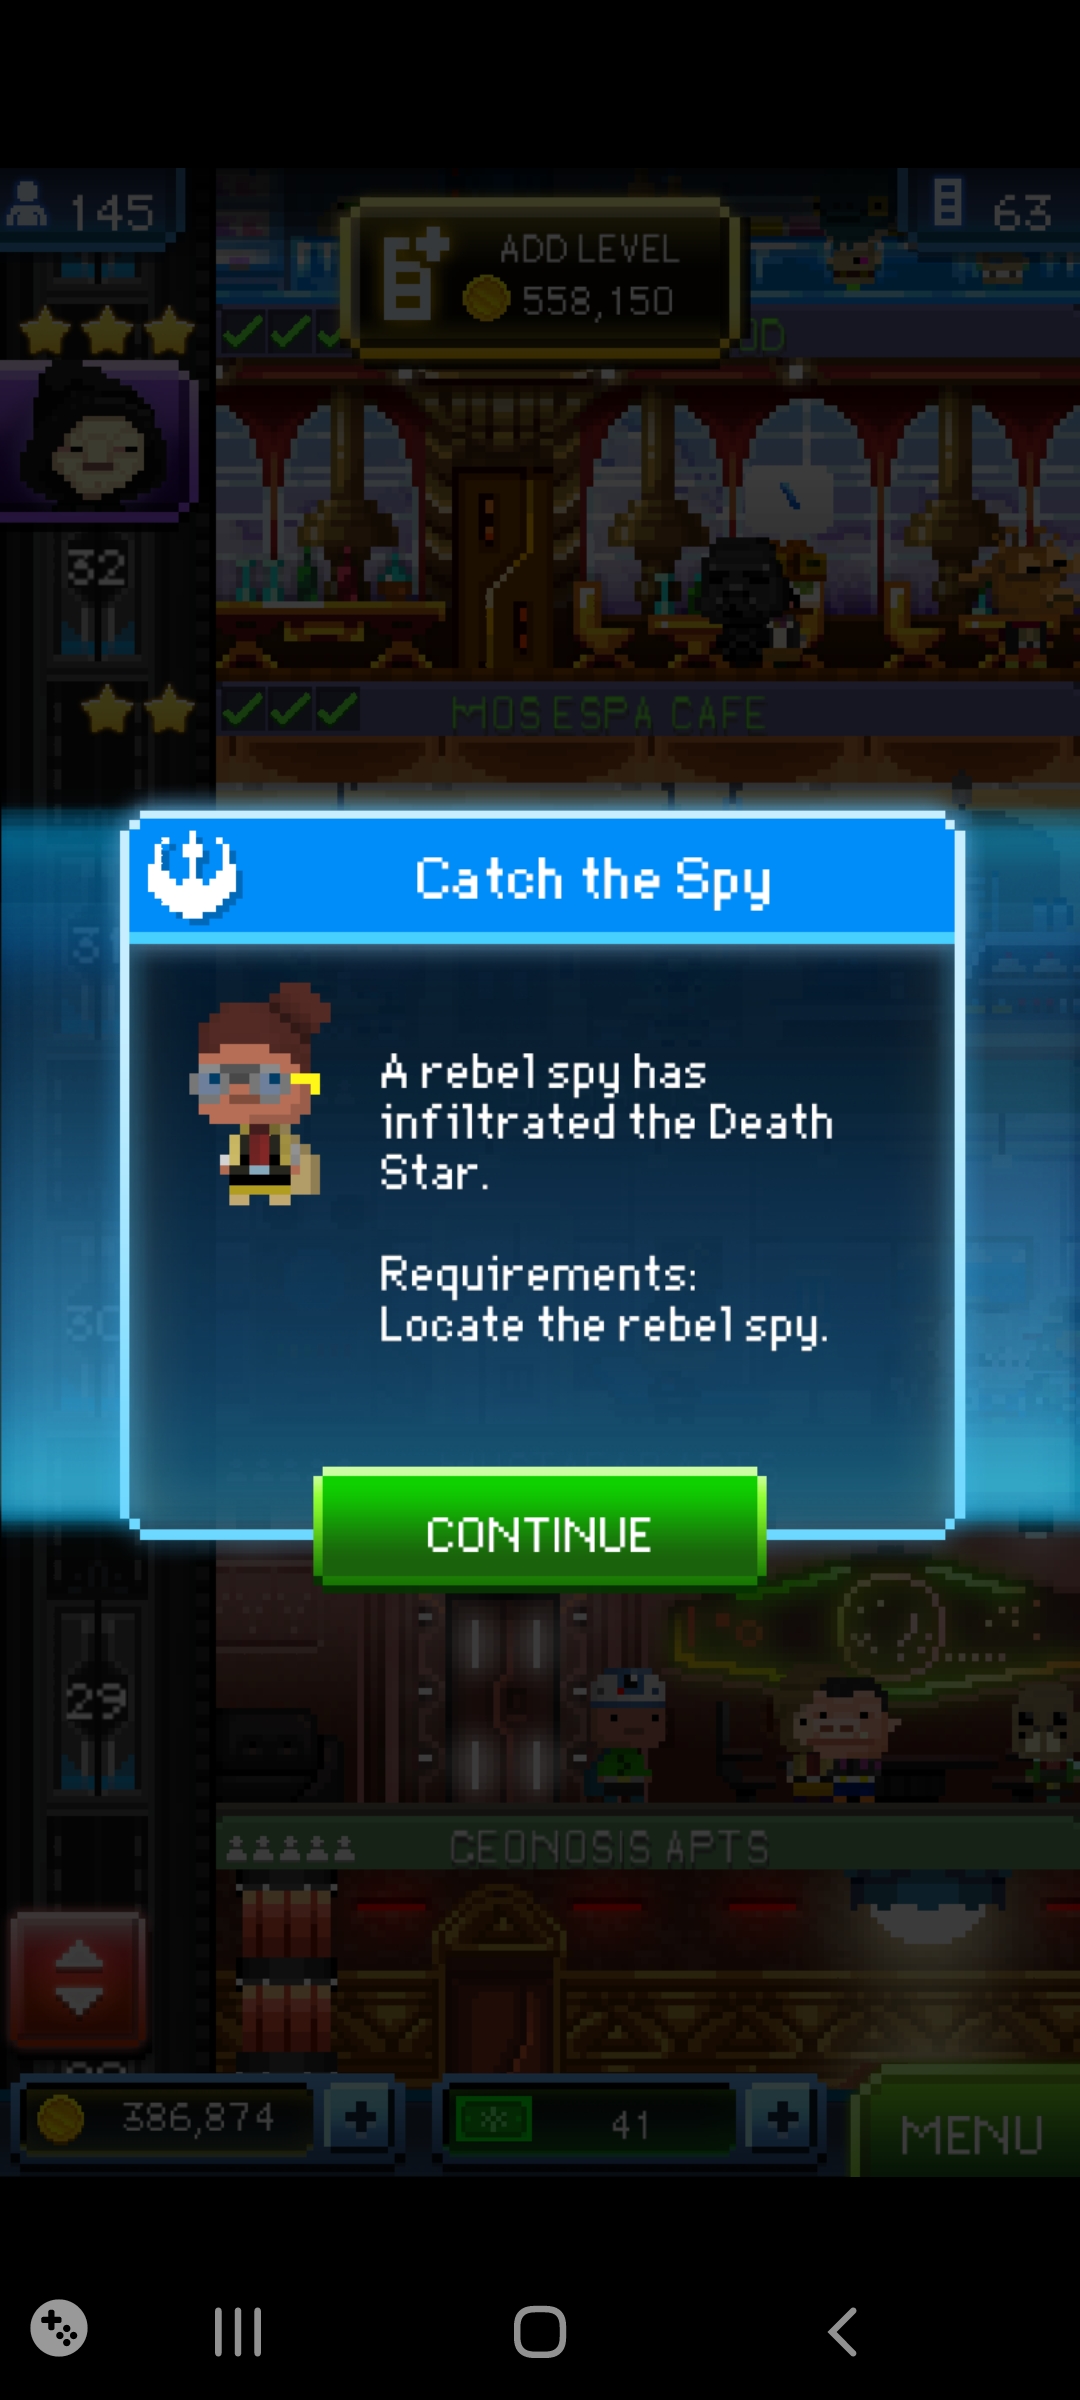 145
ADD LEVEL
558,150
63
32
MOS ESPA CAFE
Catch the Spy
A rebel spy has
infiltrated the Death
Star.
Requirements:
Locate the rebel spy.
30
CONTINUE
29
GEONOSIS APTS
386,874
41
MENU